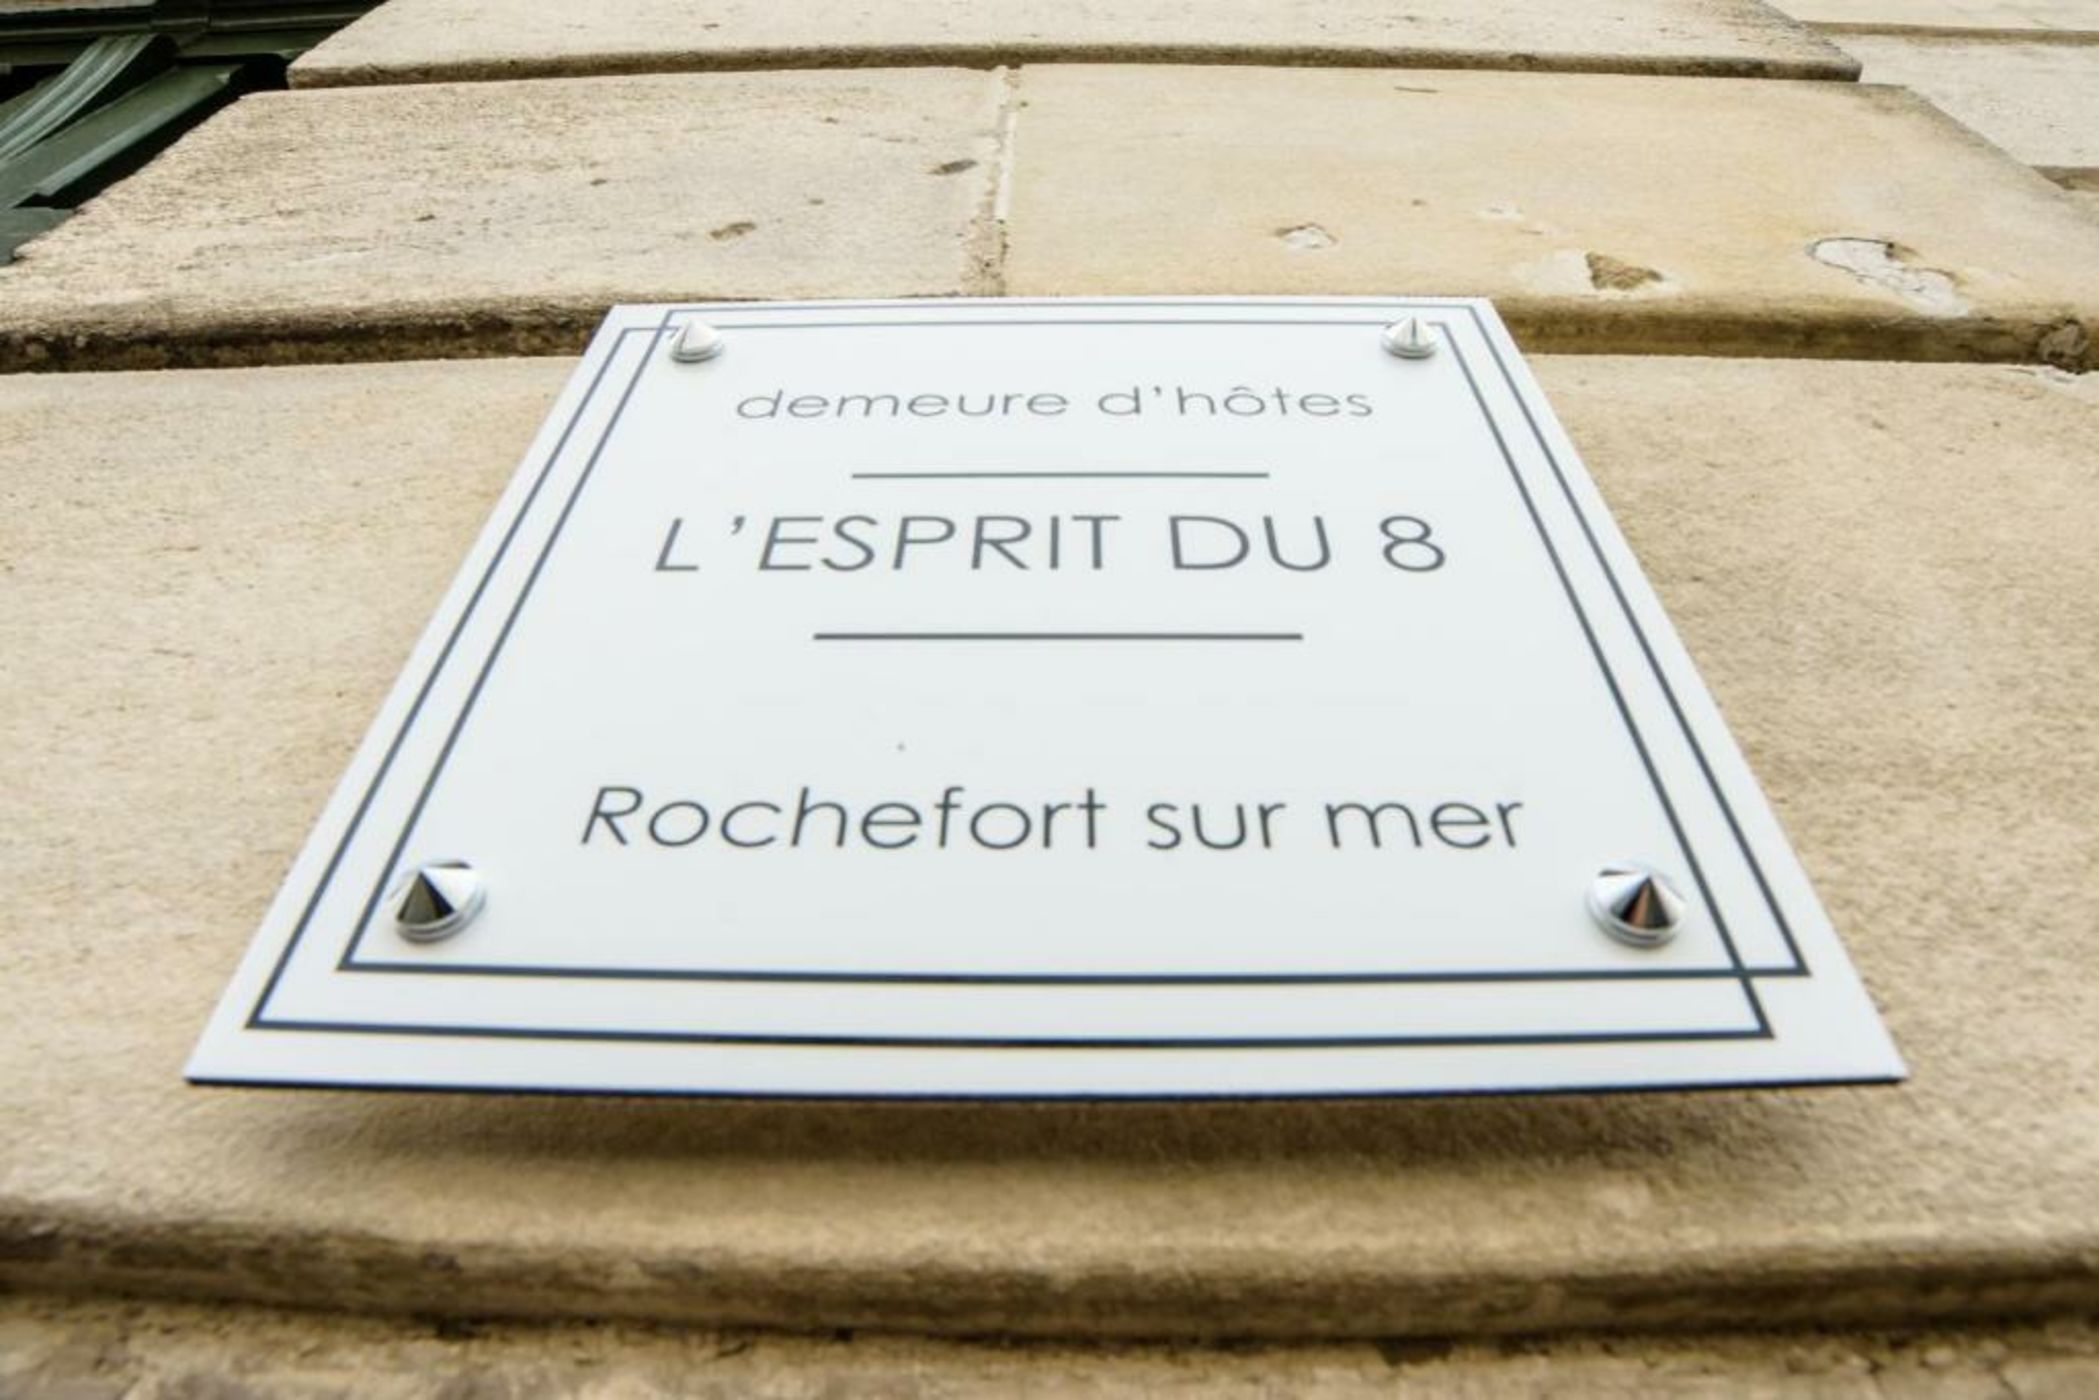 demeure d'hôtes
L'ESPRIT DU 8
Rochefort sur mer